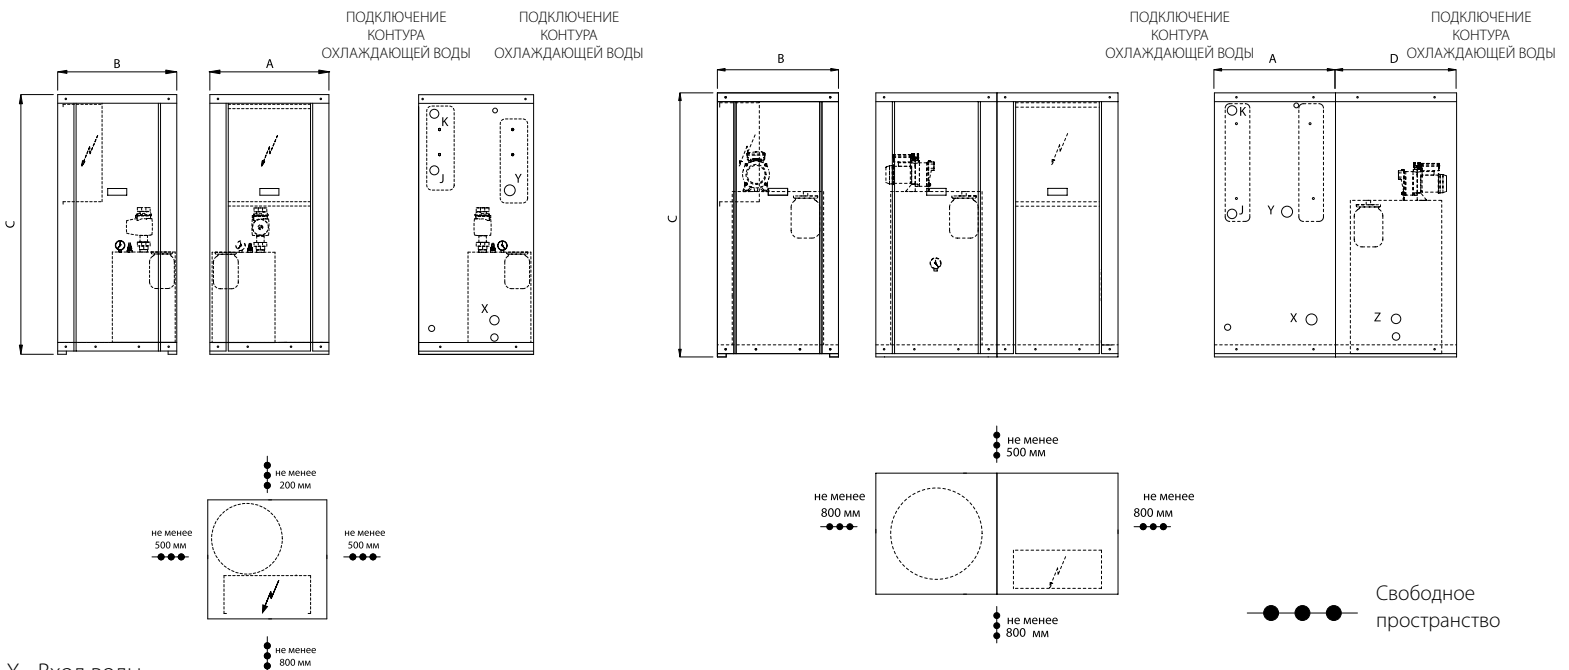 ПОДКЛЮЧЕНИЕ
КОНТУРА
ОХЛАЖДАЮЩЕЙ ВОДЫ
ПОДКЛЮЧЕНИЕ
КОНТУРА
ОХЛАЖДАЮЩЕЙ ВОДЫ
ПОДКЛЮЧЕНИЕ
КОНТУРА
ОХЛАЖДАЮЩЕЙ ВОДЫ
ПОДКЛЮЧЕНИЕ
КОНТУРА
ОХЛАЖДАЮЩЕЙ ВОДЫ
B
A
B
A
D
C
K
J
Y
X
C
K
J
Y
X
Z
не менее
200 мм
не менее
500 мм
не менее
500 мм
не менее
800 мм
не менее
500 мм
не менее
800 мм
не менее
800 мм
не менее
800 мм
Свободное
пространство